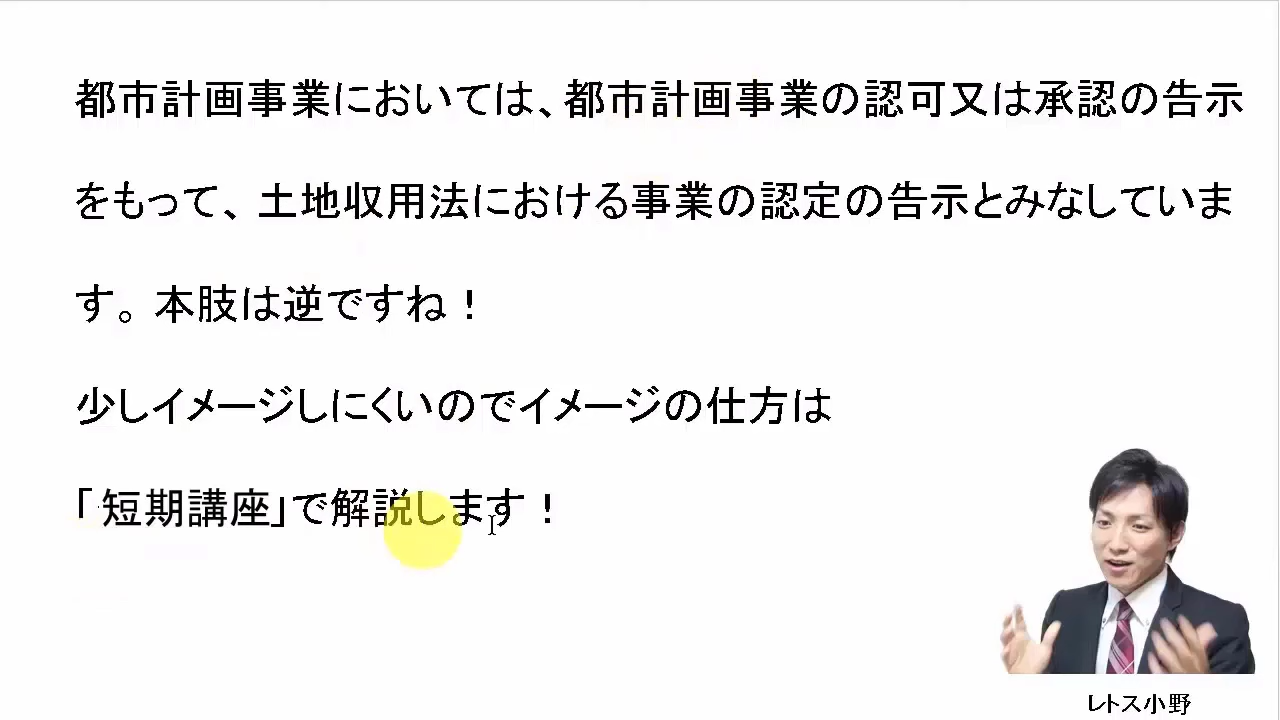 都市計画事業においては、都市計画事業の認可又は承認の告示
をもって、土地収用法における事業の認定の告示とみなしていま
す。本肢は逆ですね！
少しイメージしにくいのでイメージの仕方は
「短期講座」で解説します！
レトス小野